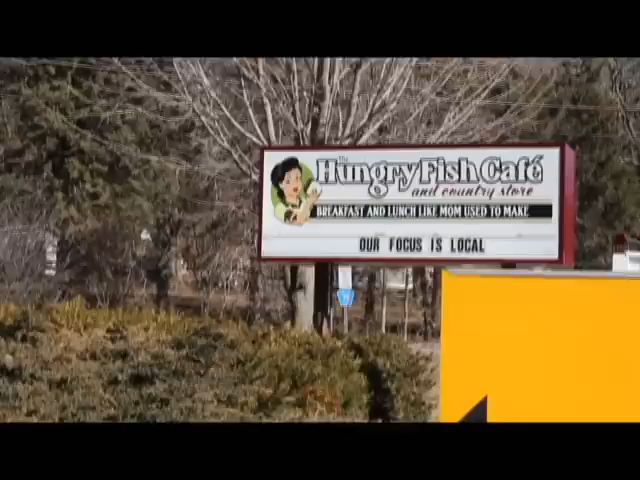 The
Hungry Fish Café
and country store
BREAKFAST AND LUNCH LIKE MOM USED TO MAKE
OUR FOCUS IS LOCAL